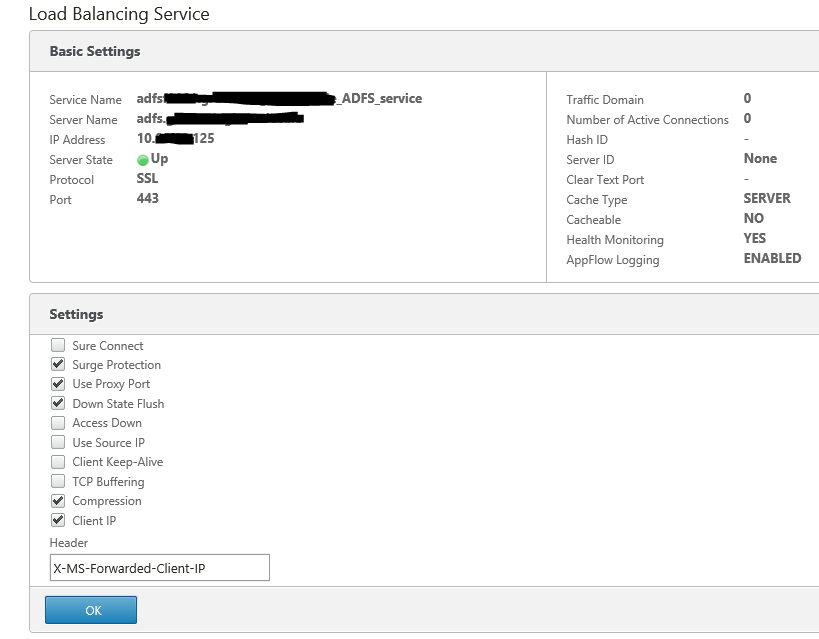 Load Balancing Service
Basic Settings
Service Name adfs _ADFS_service
Server Name adfs.
IP Address 10. 125
Server State Up
Protocol SSL
Port 443
Traffic Domain 0
Number of Active Connections 0
Hash ID -
Server ID None
Clear Text Port -
Cache Type SERVER
Cacheable NO
Health Monitoring YES
AppFlow Logging ENABLED
Settings
Sure Connect
Surge Protection
Use Proxy Port
Down State Flush
Access Down
Use Source IP
Client Keep-Alive
TCP Buffering
Compression
Client IP
Header
X-MS-Forwarded-Client-IP
OK